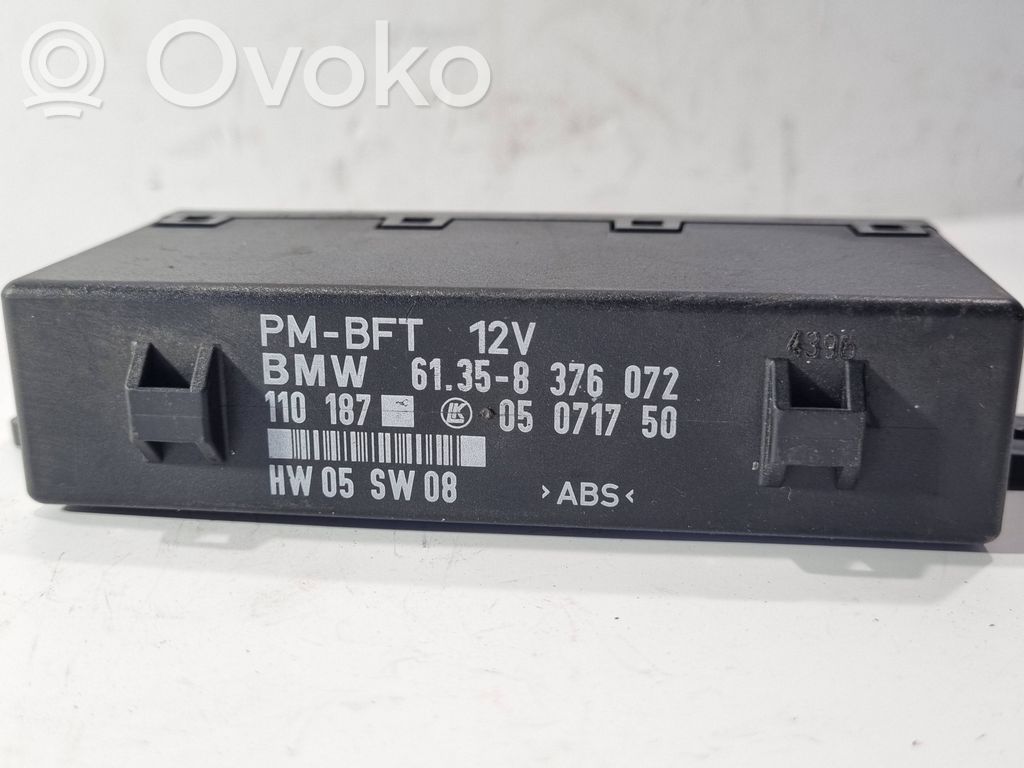 Ovoko
4396
PM-BFT 12V
BMW 61.35-8 376 072
110 187 LK 05 0717 50
HW 05 SW 08 >ABS<